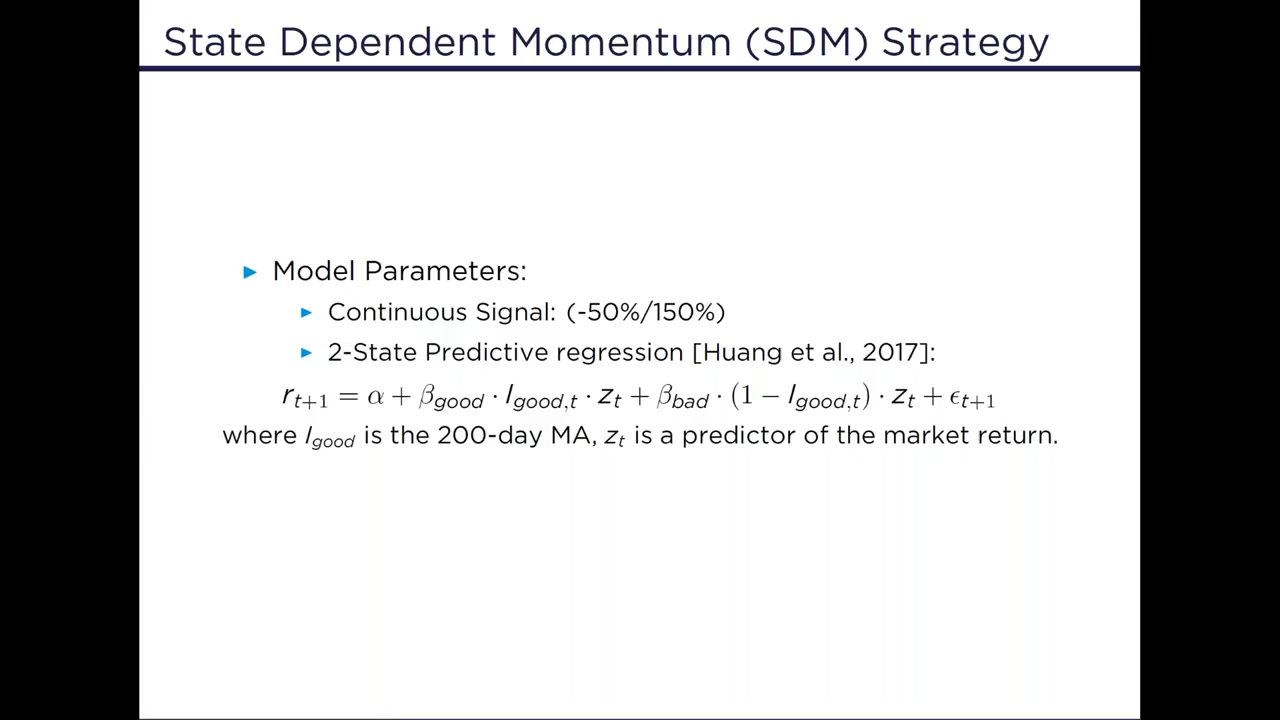 State Dependent Momentum (SDM) Strategy
▶ Model Parameters:
▶ Continuous Signal: (-50%/150%)
▶ 2-State Predictive regression [Huang et al., 2017]:
r_{t+1} = α + β_{good} · I_{good,t} · z_t + β_{bad} · (1 − I_{good,t}) · z_t + ϵ_{t+1}
where I_{good} is the 200-day MA, z_t is a predictor of the market return.